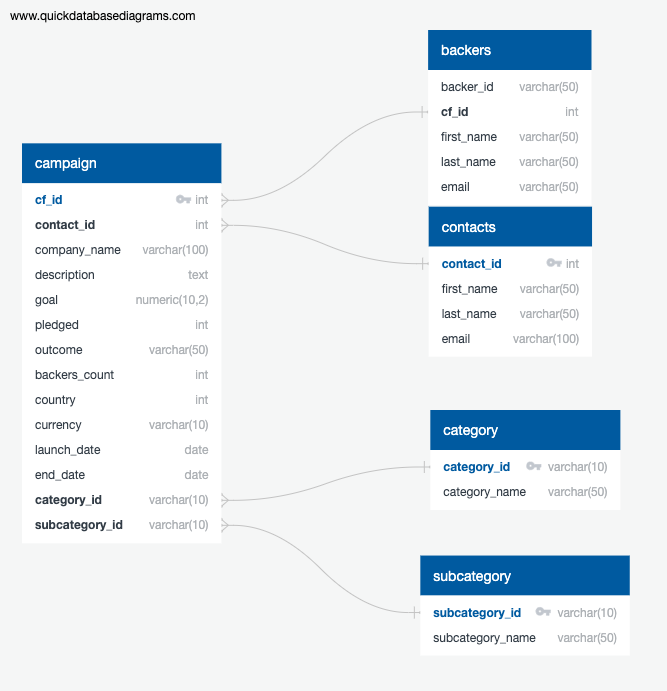 www.quickdatabasediagrams.com
campaign
cf_id int
contact_id int
company_name varchar(100)
description text
goal numeric(10,2)
pledged int
outcome varchar(50)
backers_count int
country int
currency varchar(10)
launch_date date
end_date date
category_id varchar(10)
subcategory_id varchar(10)
backers
backer_id varchar(50)
cf_id int
first_name varchar(50)
last_name varchar(50)
email varchar(50)
contacts
contact_id int
first_name varchar(50)
last_name varchar(50)
email varchar(100)
category
category_id varchar(10)
category_name varchar(50)
subcategory
subcategory_id varchar(10)
subcategory_name varchar(50)